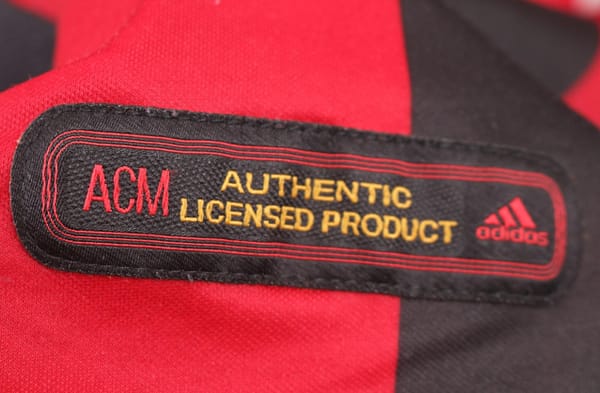 ACM
AUTHENTIC
LICENSED PRODUCT
adidas